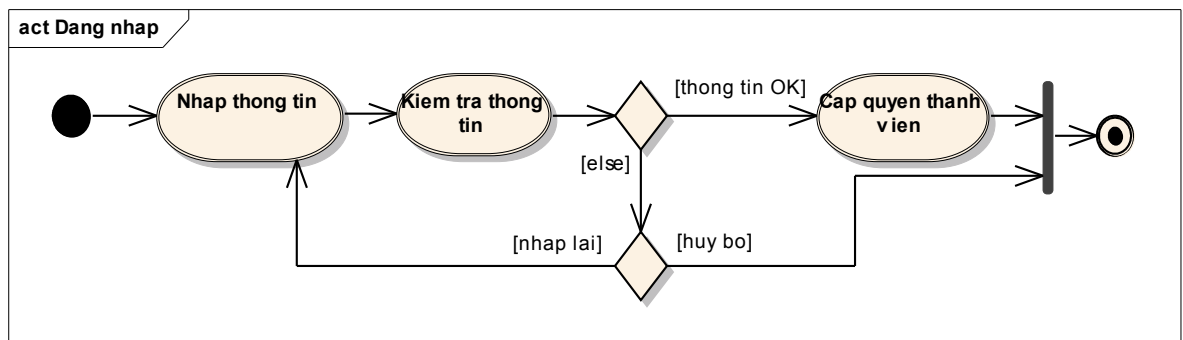 act Dang nhap
Nhap thong tin
Kiem tra thong
tin
[thong tin OK]
Cap quyen thanh
vien
[else]
[nhap lai]
[huy bo]